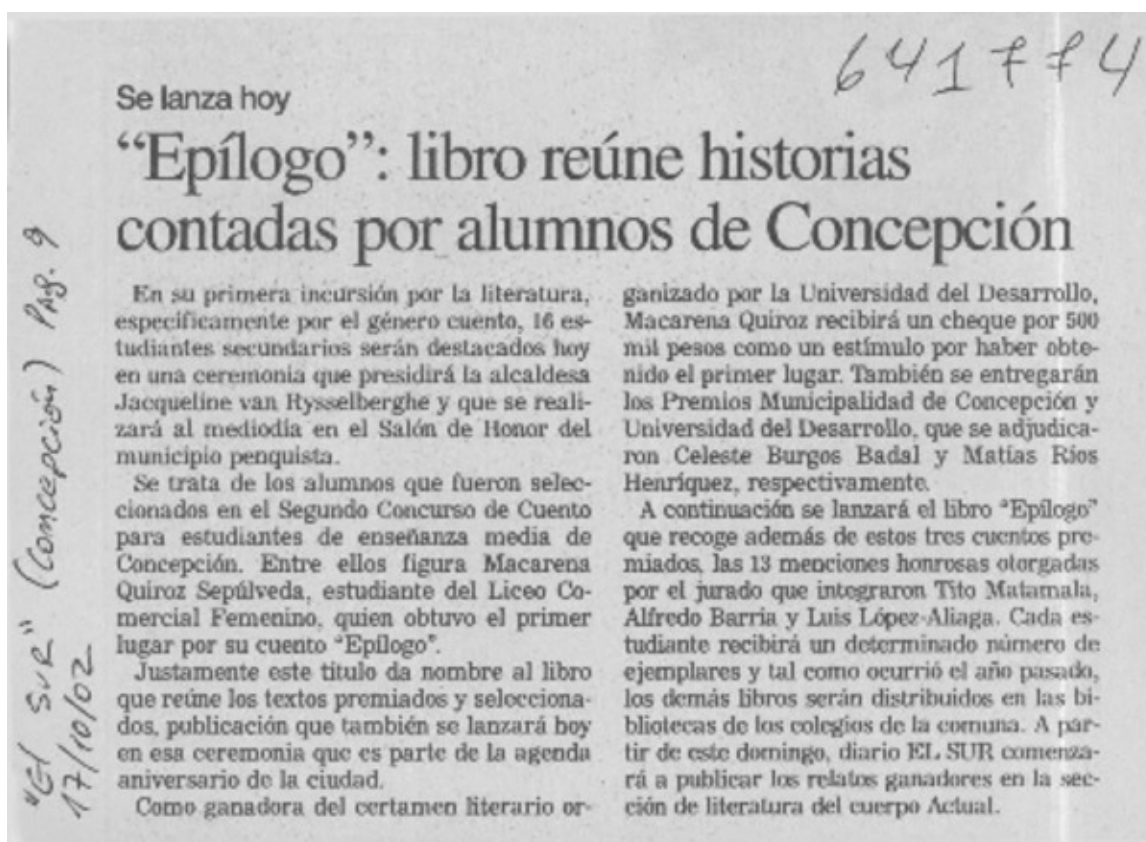 641774
Se lanza hoy
“Epílogo”: libro reúne historias
contadas por alumnos de Concepción
En su primera incursión por la literatura,
específicamente por el género cuento, 16 es-
tudiantes secundarios serán destacados hoy
en una ceremonia que presidirá la alcaldesa
Jacqueline van Rysselberghe y que se reali-
zará al mediodía en el Salón de Honor del
municipio penquista.
Se trata de los alumnos que fueron selec-
cionados en el Segundo Concurso de Cuento
para estudiantes de enseñanza media de
Concepción. Entre ellos figura Macarena
Quiroz Sepúlveda, estudiante del Liceo Co-
mercial Femenino, quien obtuvo el primer
lugar por su cuento “Epílogo”.
Justamente este título da nombre al libro
que reúne los textos premiados y selecciona-
dos, publicación que también se lanzará hoy
en esa ceremonia que es parte de la agenda
aniversario de la ciudad.
Como ganadora del certamen literario or-
ganizado por la Universidad del Desarrollo,
Macarena Quiroz recibirá un cheque por 500
mil pesos como un estímulo por haber obte-
nido el primer lugar. También se entregarán
los Premios Municipalidad de Concepción y
Universidad del Desarrollo, que se adjudica-
ron Celeste Burgos Badal y Matías Ríos
Henríquez, respectivamente.
A continuación se lanzará el libro “Epílogo”
que recoge además de estos tres cuentos pre-
miados, las 13 menciones honrosas otorgadas
por el jurado que integraron Tito Matamala,
Alfredo Barria y Luis López-Aliaga. Cada es-
tudiante recibirá un determinado número de
ejemplares y tal como ocurrió el año pasado,
los demás libros serán distribuidos en las bi-
bliotecas de los colegios de la comuna. A par-
tir de este domingo, diario EL SUR comenza-
rá a publicar los relatos ganadores en la sec-
ción de literatura del cuerpo Actual.
"El SUR" (Concepción) PAg. 9
17/10/02